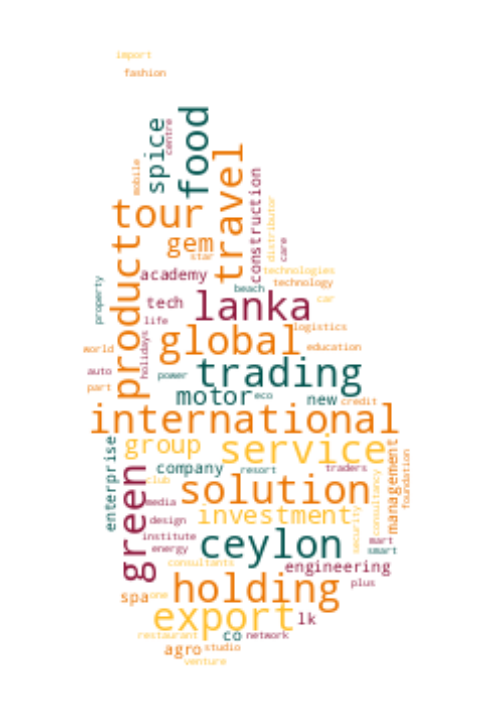 import
fashion
food
spice
centre
travel
mobile
construction
tour
distributor
product
gem
care
star
academy
technologies
technology
beach
property
tech
lanka
car
life
global
logistics
holidays
world
education
trading
auto
power
part
motor
eco
new
credit
international
group
service
enterprise
company
resort
traders
management
foundation
consultancy
club
green
solution
media
investment
security
design
institute
ceylon
mart
energy
smart
consultants
engineering
holding
plus
spa
one
export
lk
restaurant
co
network
agro
studio
venture